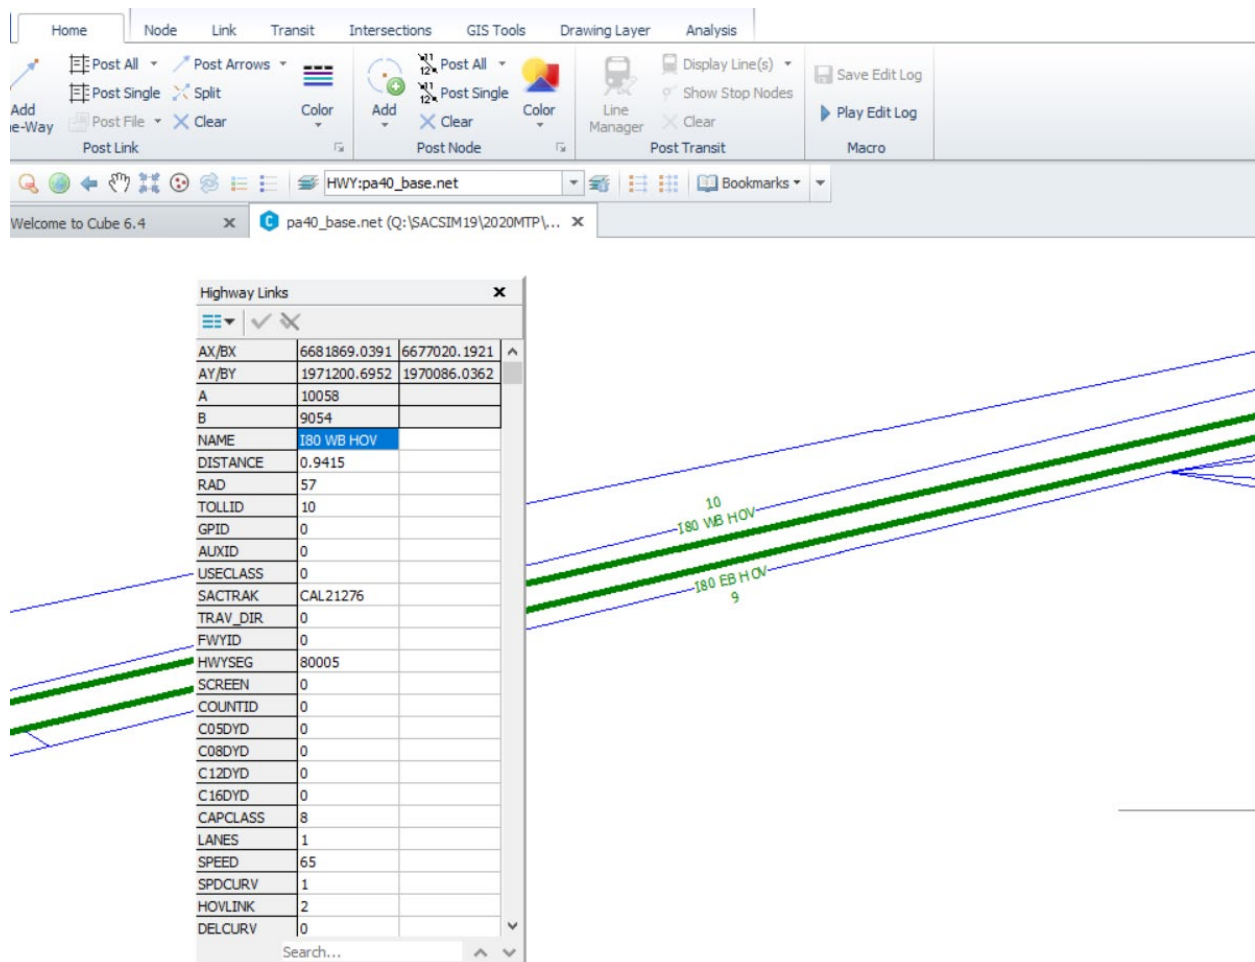 Home Node Link Transit Intersections GIS Tools Drawing Layer Analysis
Post All Post Arrows Post All Display Line(s) Save Edit Log
Post Single Split Post Single Show Stop Nodes
Add e-Way Post File Clear Color Add Clear Color Line Manager Clear Play Edit Log
Post Link Post Node Post Transit Macro
HWY:pa40_base.net Bookmarks
Welcome to Cube 6.4 pa40_base.net (Q:\SACSIM19\2020MTP\...
Highway Links
AX/BX 6681869.0391 6677020.1921
AY/BY 1971200.6952 1970086.0362
A 10058
B 9054
NAME I80 WB HOV
DISTANCE 0.9415
RAD 57
TOLLID 10
GPID 0
AUXID 0
USECLASS 0
SACTRAK CAL21276
TRAV_DIR 0
FWYID 0
HWYSEG 80005
SCREEN 0
COUNTID 0
C05DYD 0
C08DYD 0
C12DYD 0
C16DYD 0
CAPCLASS 8
LANES 1
SPEED 65
SPDCURV 1
HOVLINK 2
DELCURV 0
Search...
10
I80 WB HOV
I80 EB HOV
9